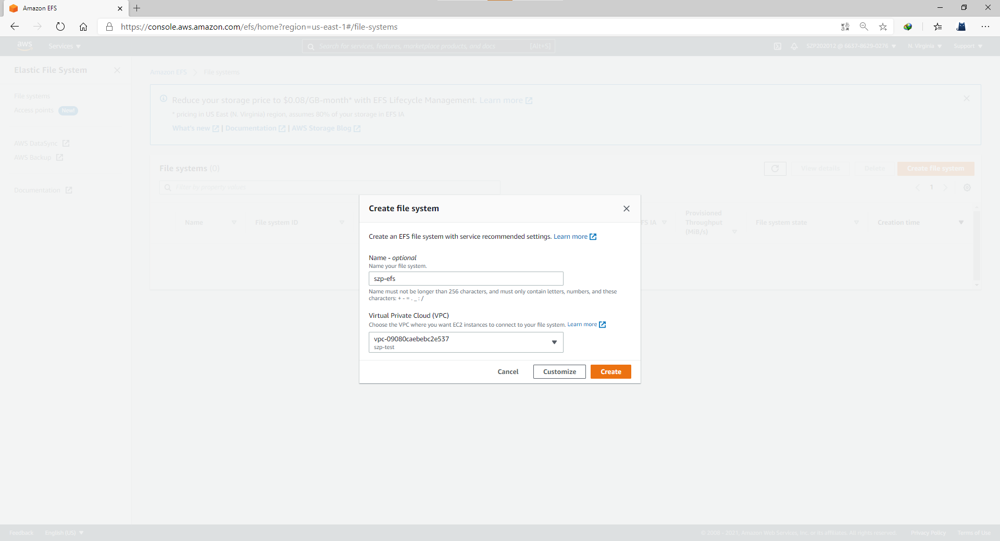 Amazon EFS
https://console.aws.amazon.com/efs/home?region=us-east-1#/file-systems
aws
Services
Search for services, features, marketplace products, and docs
[Alt+S]
SZP202012 @ 6637-8629-0276
N. Virginia
Support
Elastic File System
File systems
Access points New!
AWS DataSync
AWS Backup
Documentation
Amazon EFS
File systems
Reduce your storage price to $0.08/GB-month* with EFS Lifecycle Management. Learn more
* pricing in US East (N. Virginia) region, assumes 80% of your storage in EFS IA
What's new | Documentation | AWS Storage Blog
File systems (0)
View details
Delete
Create file system
Filter by property values
1
Name
File system ID
FS IA
Provisioned
Throughput
(MiB/s)
File system state
Creation time
Create file system
Create an EFS file system with service recommended settings. Learn more
Name - optional
Name your file system.
szp-efs
Name must not be longer than 256 characters, and must only contain letters, numbers, and these
characters: + - = . _ : /
Virtual Private Cloud (VPC)
Choose the VPC where you want EC2 instances to connect to your file system. Learn more
vpc-09080caebebc2e537
szp-test
Cancel
Customize
Create
Feedback
English (US)
© 2008 - 2021, Amazon Web Services, Inc. or its affiliates. All rights reserved.
Privacy Policy
Terms of Use